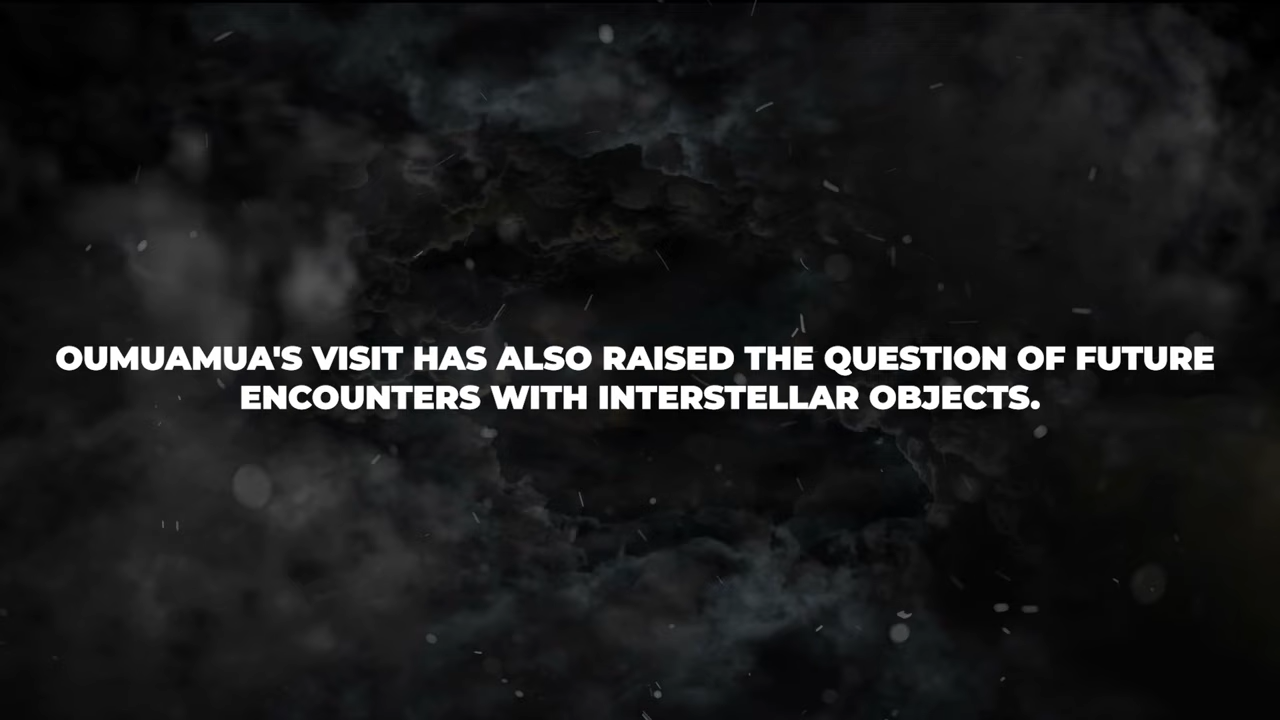 OUMUAMUA'S VISIT HAS ALSO RAISED THE QUESTION OF FUTURE
ENCOUNTERS WITH INTERSTELLAR OBJECTS.